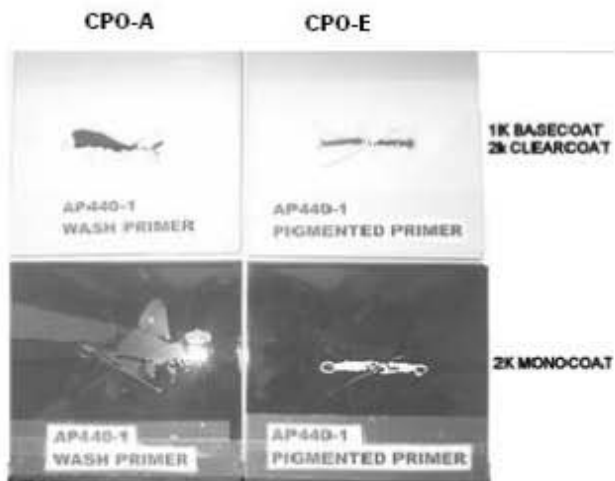 CPO-A CPO-E
1K BASECOAT
2k CLEARCOAT
AP440-1
WASH PRIMER
AP440-1
PIGMENTED PRIMER
2K MONOCOAT
AP440-1
WASH PRIMER
AP440-1
PIGMENTED PRIMER